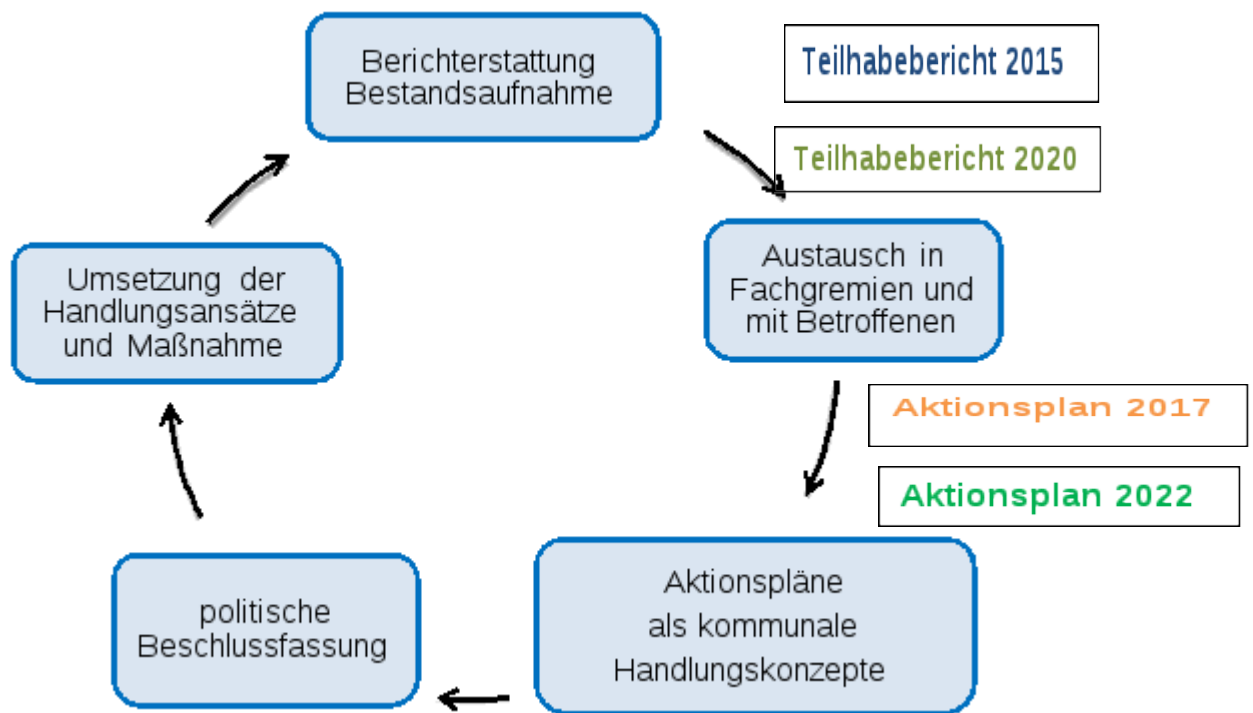 Berichterstattung
Bestandsaufnahme
Teilhabebericht 2015
Teilhabebericht 2020
Austausch in
Fachgremien und
mit Betroffenen
Umsetzung der
Handlungsansätze
und Maßnahme
Aktionsplan 2017
Aktionsplan 2022
Aktionspläne
als kommunale
Handlungskonzepte
politische
Beschlussfassung